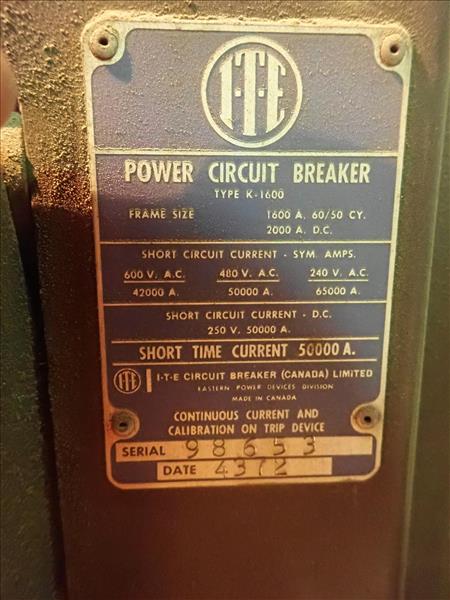 I-T-E
POWER CIRCUIT BREAKER
TYPE K-1600
FRAME SIZE 1600 A. 60/50 CY.
2000 A. D.C.
SHORT CIRCUIT CURRENT - SYM. AMPS.
600 V. A.C. 480 V. A.C. 240 V. A.C.
42000 A. 50000 A. 65000 A.
SHORT CIRCUIT CURRENT - D.C.
250 V. 50000 A.
SHORT TIME CURRENT 50000 A.
I-T-E I-T-E CIRCUIT BREAKER (CANADA) LIMITED
EASTERN POWER DEVICES DIVISION
MADE IN CANADA
CONTINUOUS CURRENT AND
CALIBRATION ON TRIP DEVICE
SERIAL 98653
DATE 4372